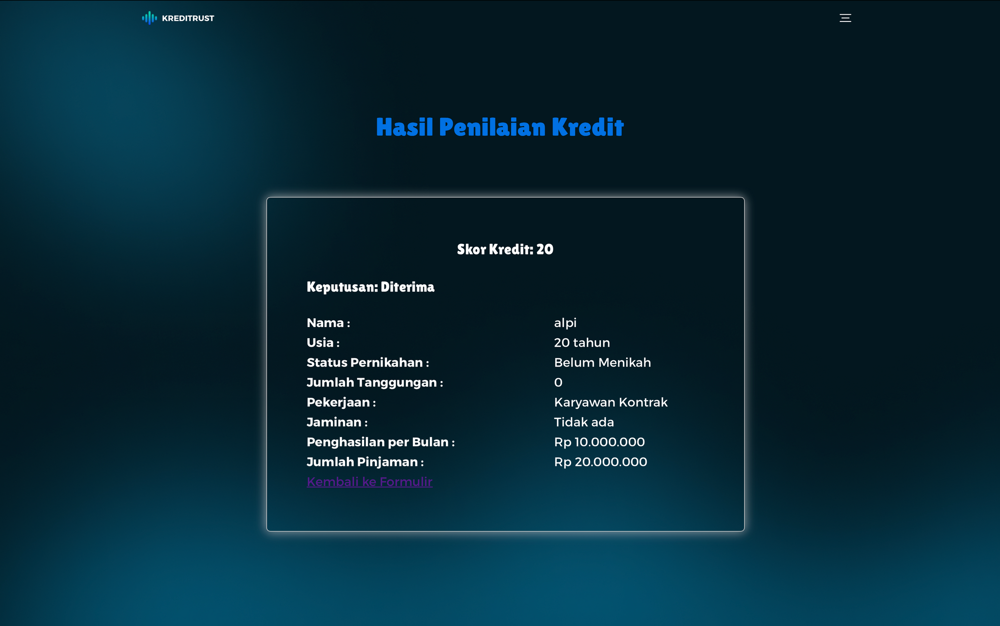 KREDITRUST
Hasil Penilaian Kredit
Skor Kredit: 20
Keputusan: Diterima
Nama : alpi
Usia : 20 tahun
Status Pernikahan : Belum Menikah
Jumlah Tanggungan : 0
Pekerjaan : Karyawan Kontrak
Jaminan : Tidak ada
Penghasilan per Bulan : Rp 10.000.000
Jumlah Pinjaman : Rp 20.000.000
Kembali ke Formulir